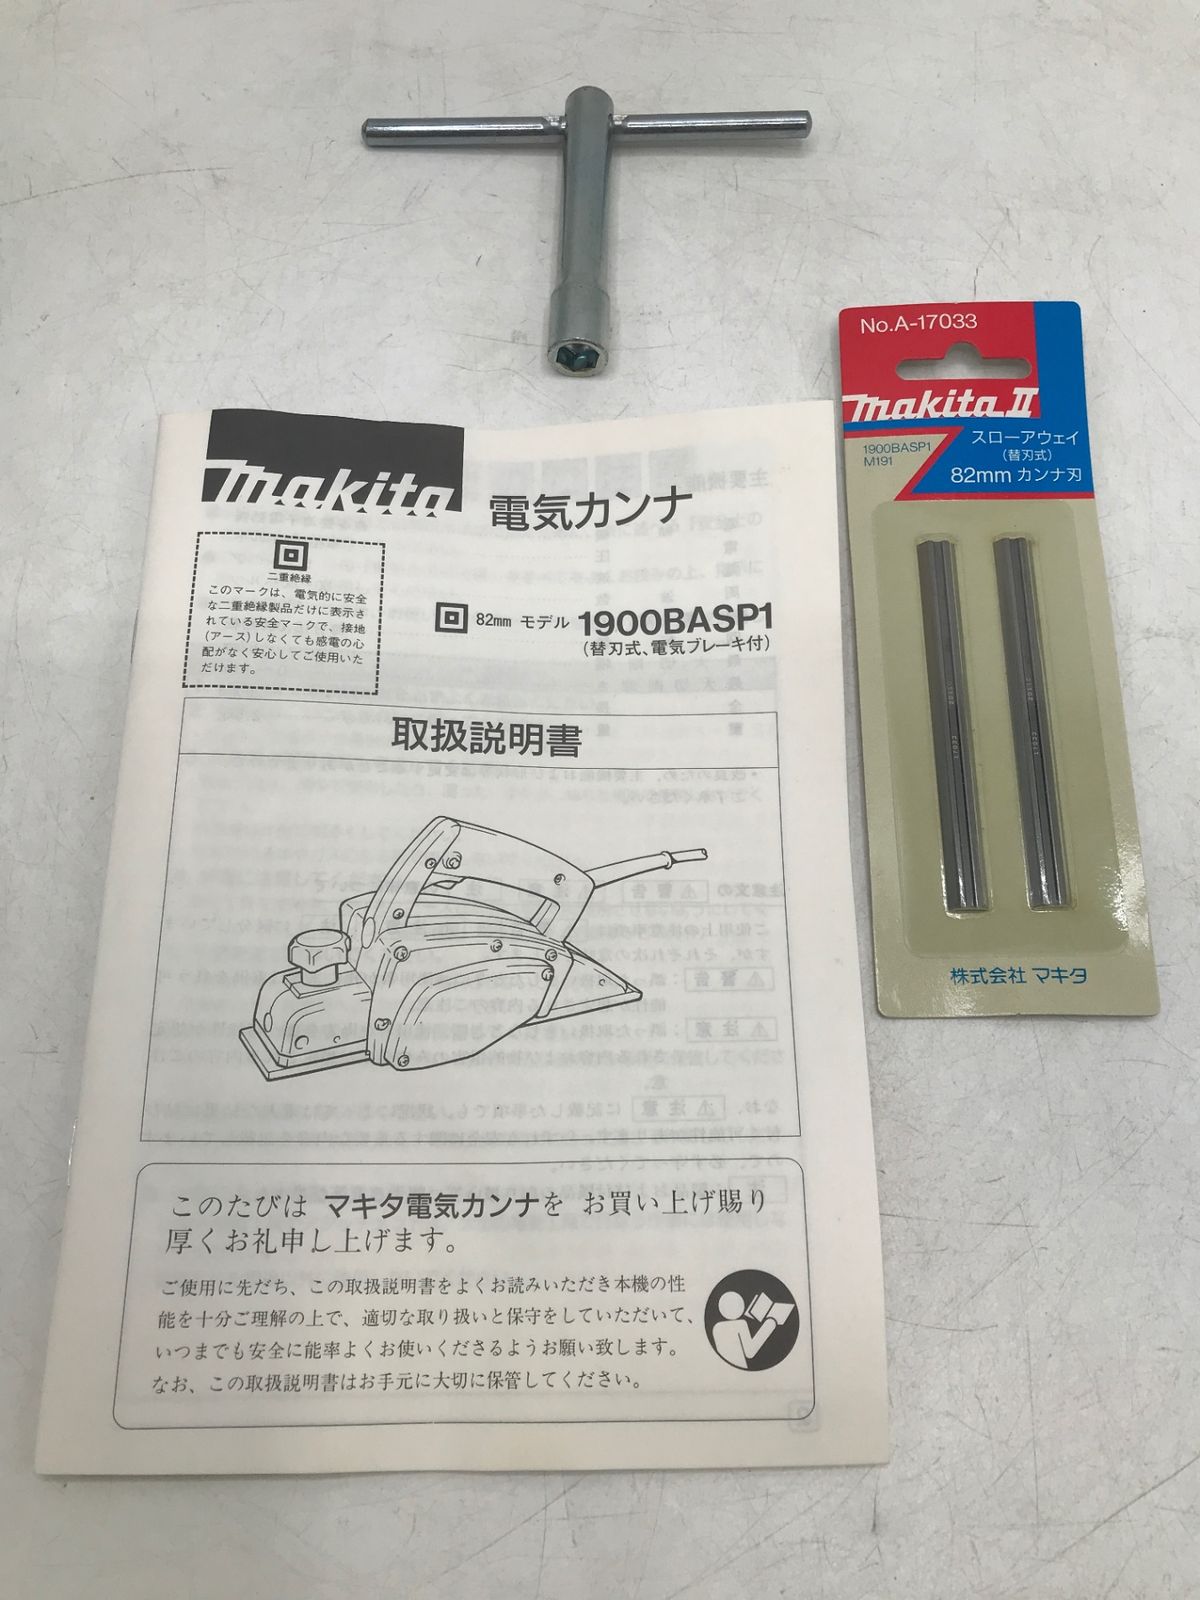 No.A-17033
makita II
1900BASP1
M191
スローアウェイ
(替刃式)
82mm カンナ刃
17033
17033
株式会社 マキタ
makita
電気カンナ
二重絶縁
このマークは、電気的に安全
な二重絶縁製品だけに表示さ
れている安全マークで、接地
(アース)しなくても感電の心
配がなく安心してご使用いた
だけます。
82mm モデル 1900BASP1
(替刃式、電気ブレーキ付)
取扱説明書
このたびは マキタ電気カンナを お買い上げ賜り
厚くお礼申し上げます。
ご使用に先だち、この取扱説明書をよくお読みいただき本機の性
能を十分ご理解の上で、適切な取り扱いと保守をしていただいて、
いつまでも安全に能率よくお使いくださるようお願い致します。
なお、この取扱説明書はお手元に大切に保管してください。